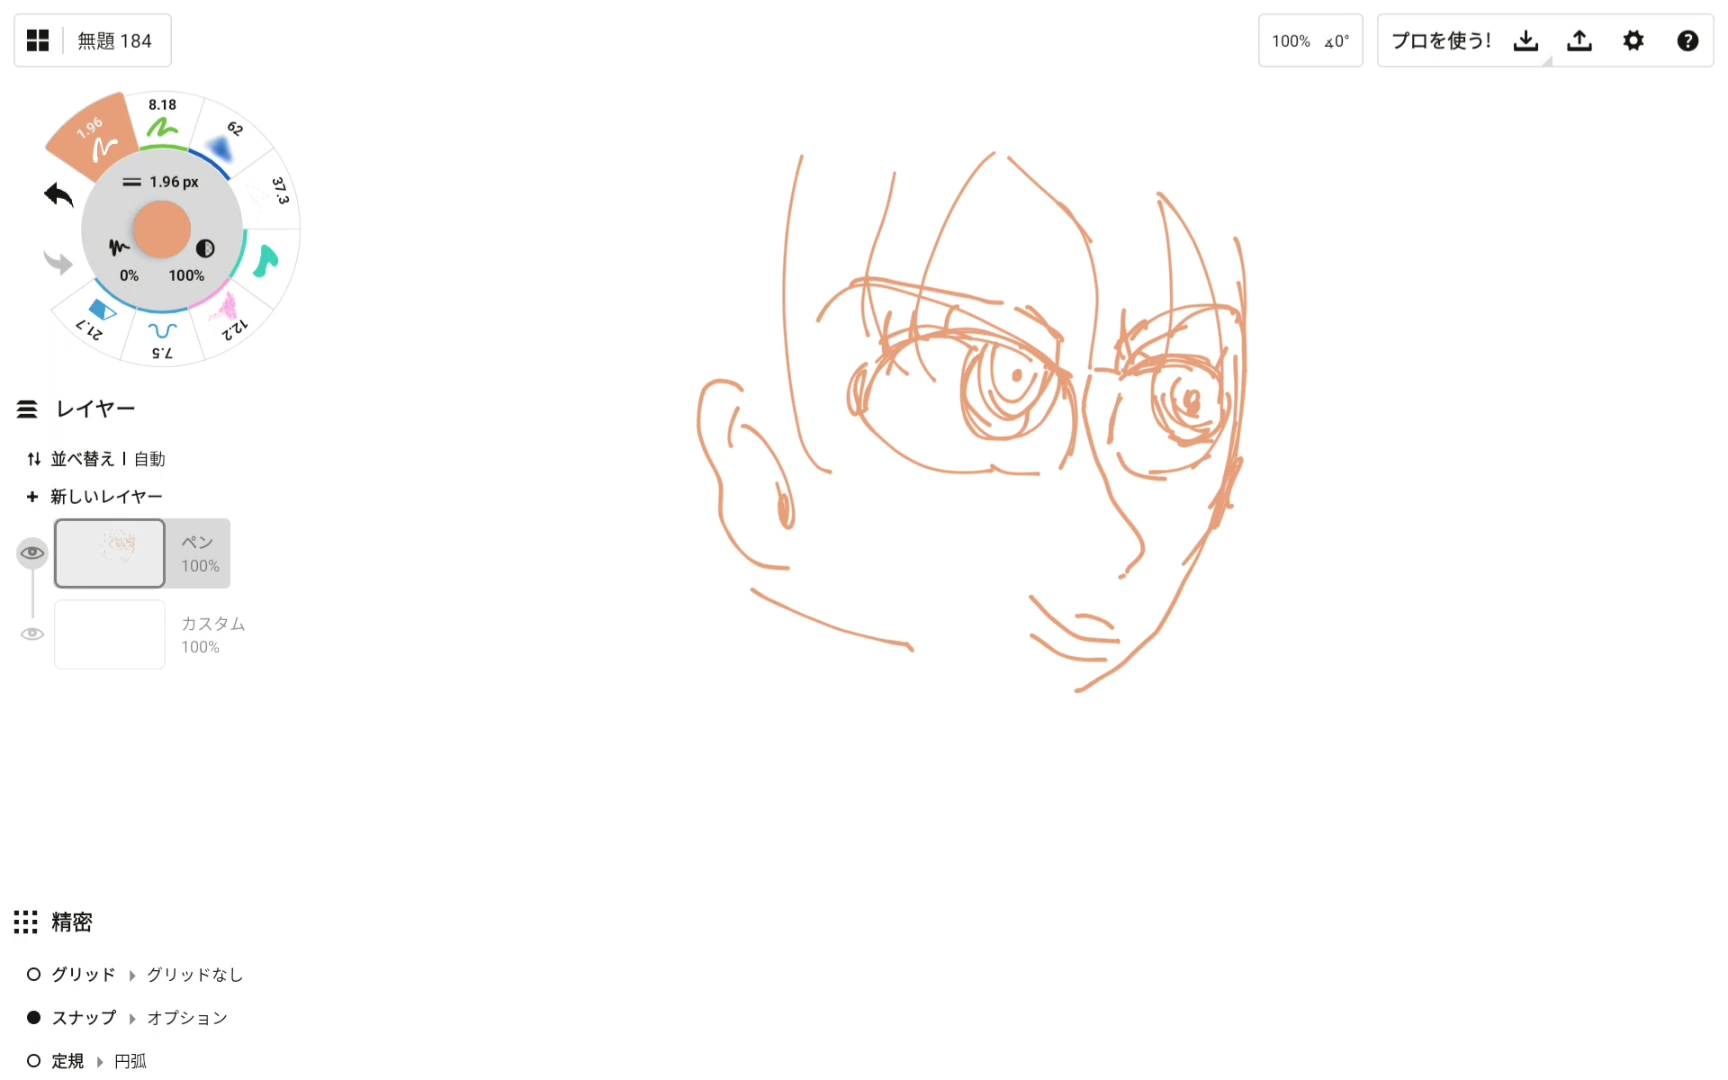 無題 184
100% ∡0°
プロを使う!
1.96
8.18
62
37.3
12.2
7.5
21.7
1.96 px
0%
100%
レイヤー
並べ替え | 自動
+ 新しいレイヤー
ペン
100%
カスタム
100%
精密
グリッド ▸ グリッドなし
スナップ ▸ オプション
定規 ▸ 円弧